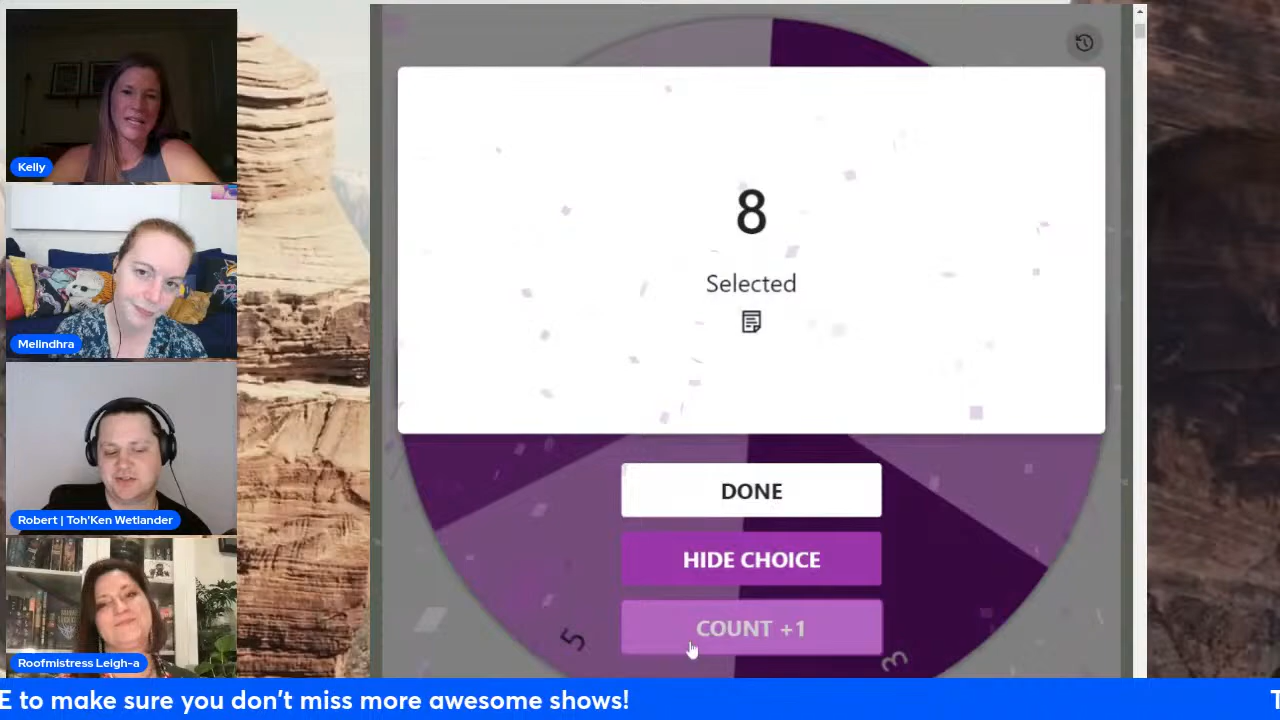 Kelly
Melindhra
Robert | Toh'Ken Wetlander
Roofmistress Leigh-a
8
Selected
DONE
HIDE CHOICE
COUNT +1
5
3
E to make sure you don't miss more awesome shows!